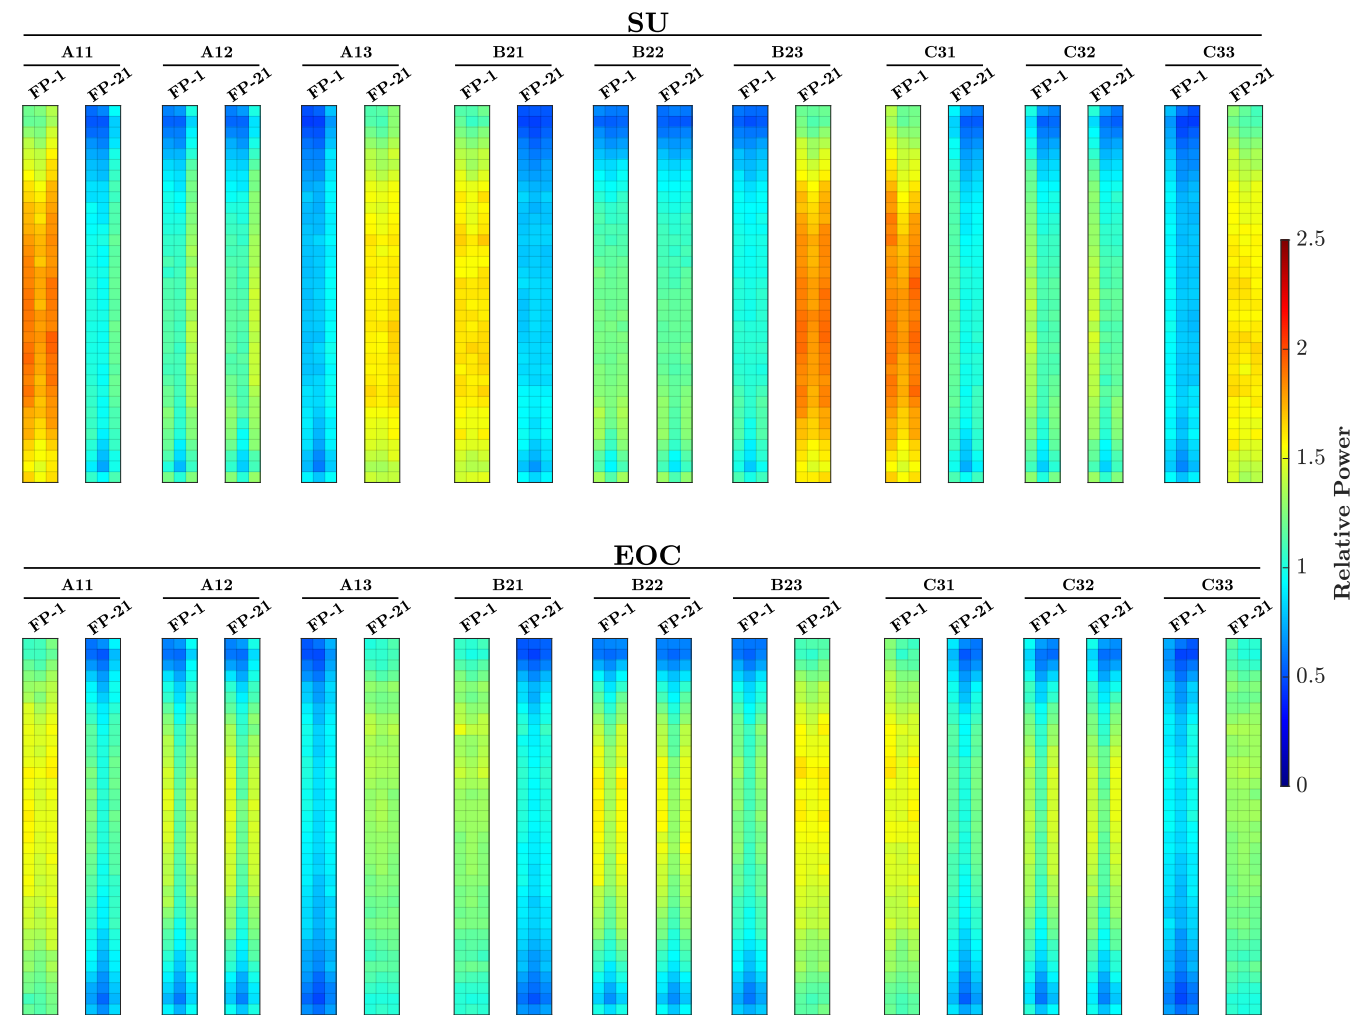 SU
A11 A12 A13 B21 B22 B23 C31 C32 C33
FP-1 FP-21 FP-1 FP-21 FP-1 FP-21 FP-1 FP-21 FP-1 FP-21 FP-1 FP-21 FP-1 FP-21 FP-1 FP-21 FP-1 FP-21
EOC
A11 A12 A13 B21 B22 B23 C31 C32 C33
FP-1 FP-21 FP-1 FP-21 FP-1 FP-21 FP-1 FP-21 FP-1 FP-21 FP-1 FP-21 FP-1 FP-21 FP-1 FP-21 FP-1 FP-21
2.5
2
1.5
1
0.5
0
Relative Power